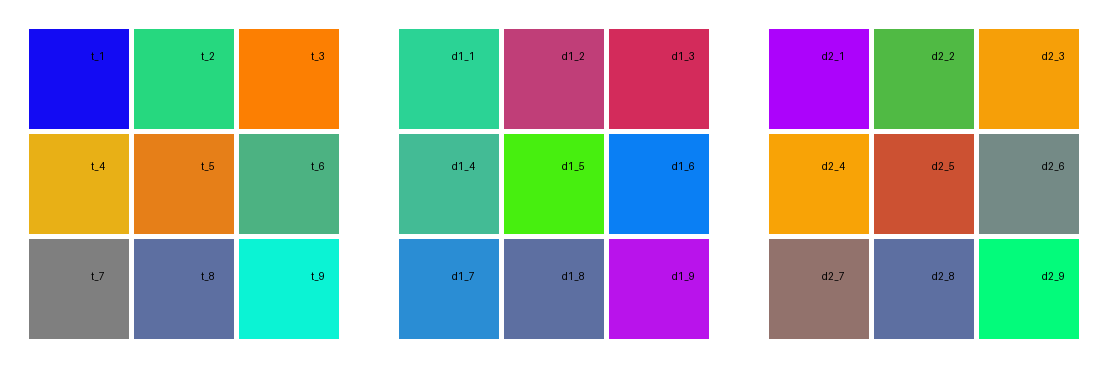 t_1 t_2 t_3 d1_1 d1_2 d1_3 d2_1 d2_2 d2_3
t_4 t_5 t_6 d1_4 d1_5 d1_6 d2_4 d2_5 d2_6
t_7 t_8 t_9 d1_7 d1_8 d1_9 d2_7 d2_8 d2_9